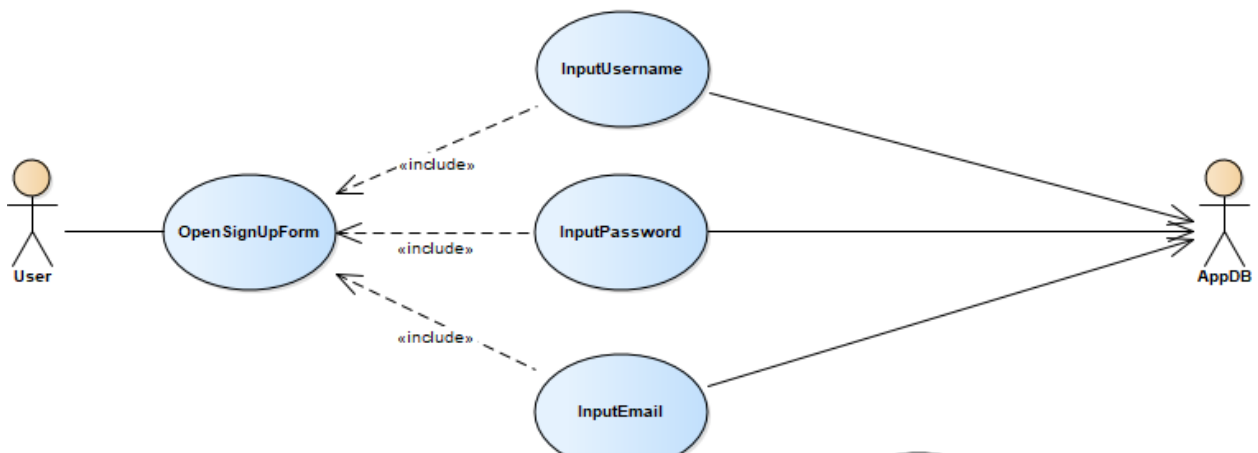 InputUsername
«include»
OpenSignUpForm
InputPassword
«include»
User
AppDB
«include»
InputEmail